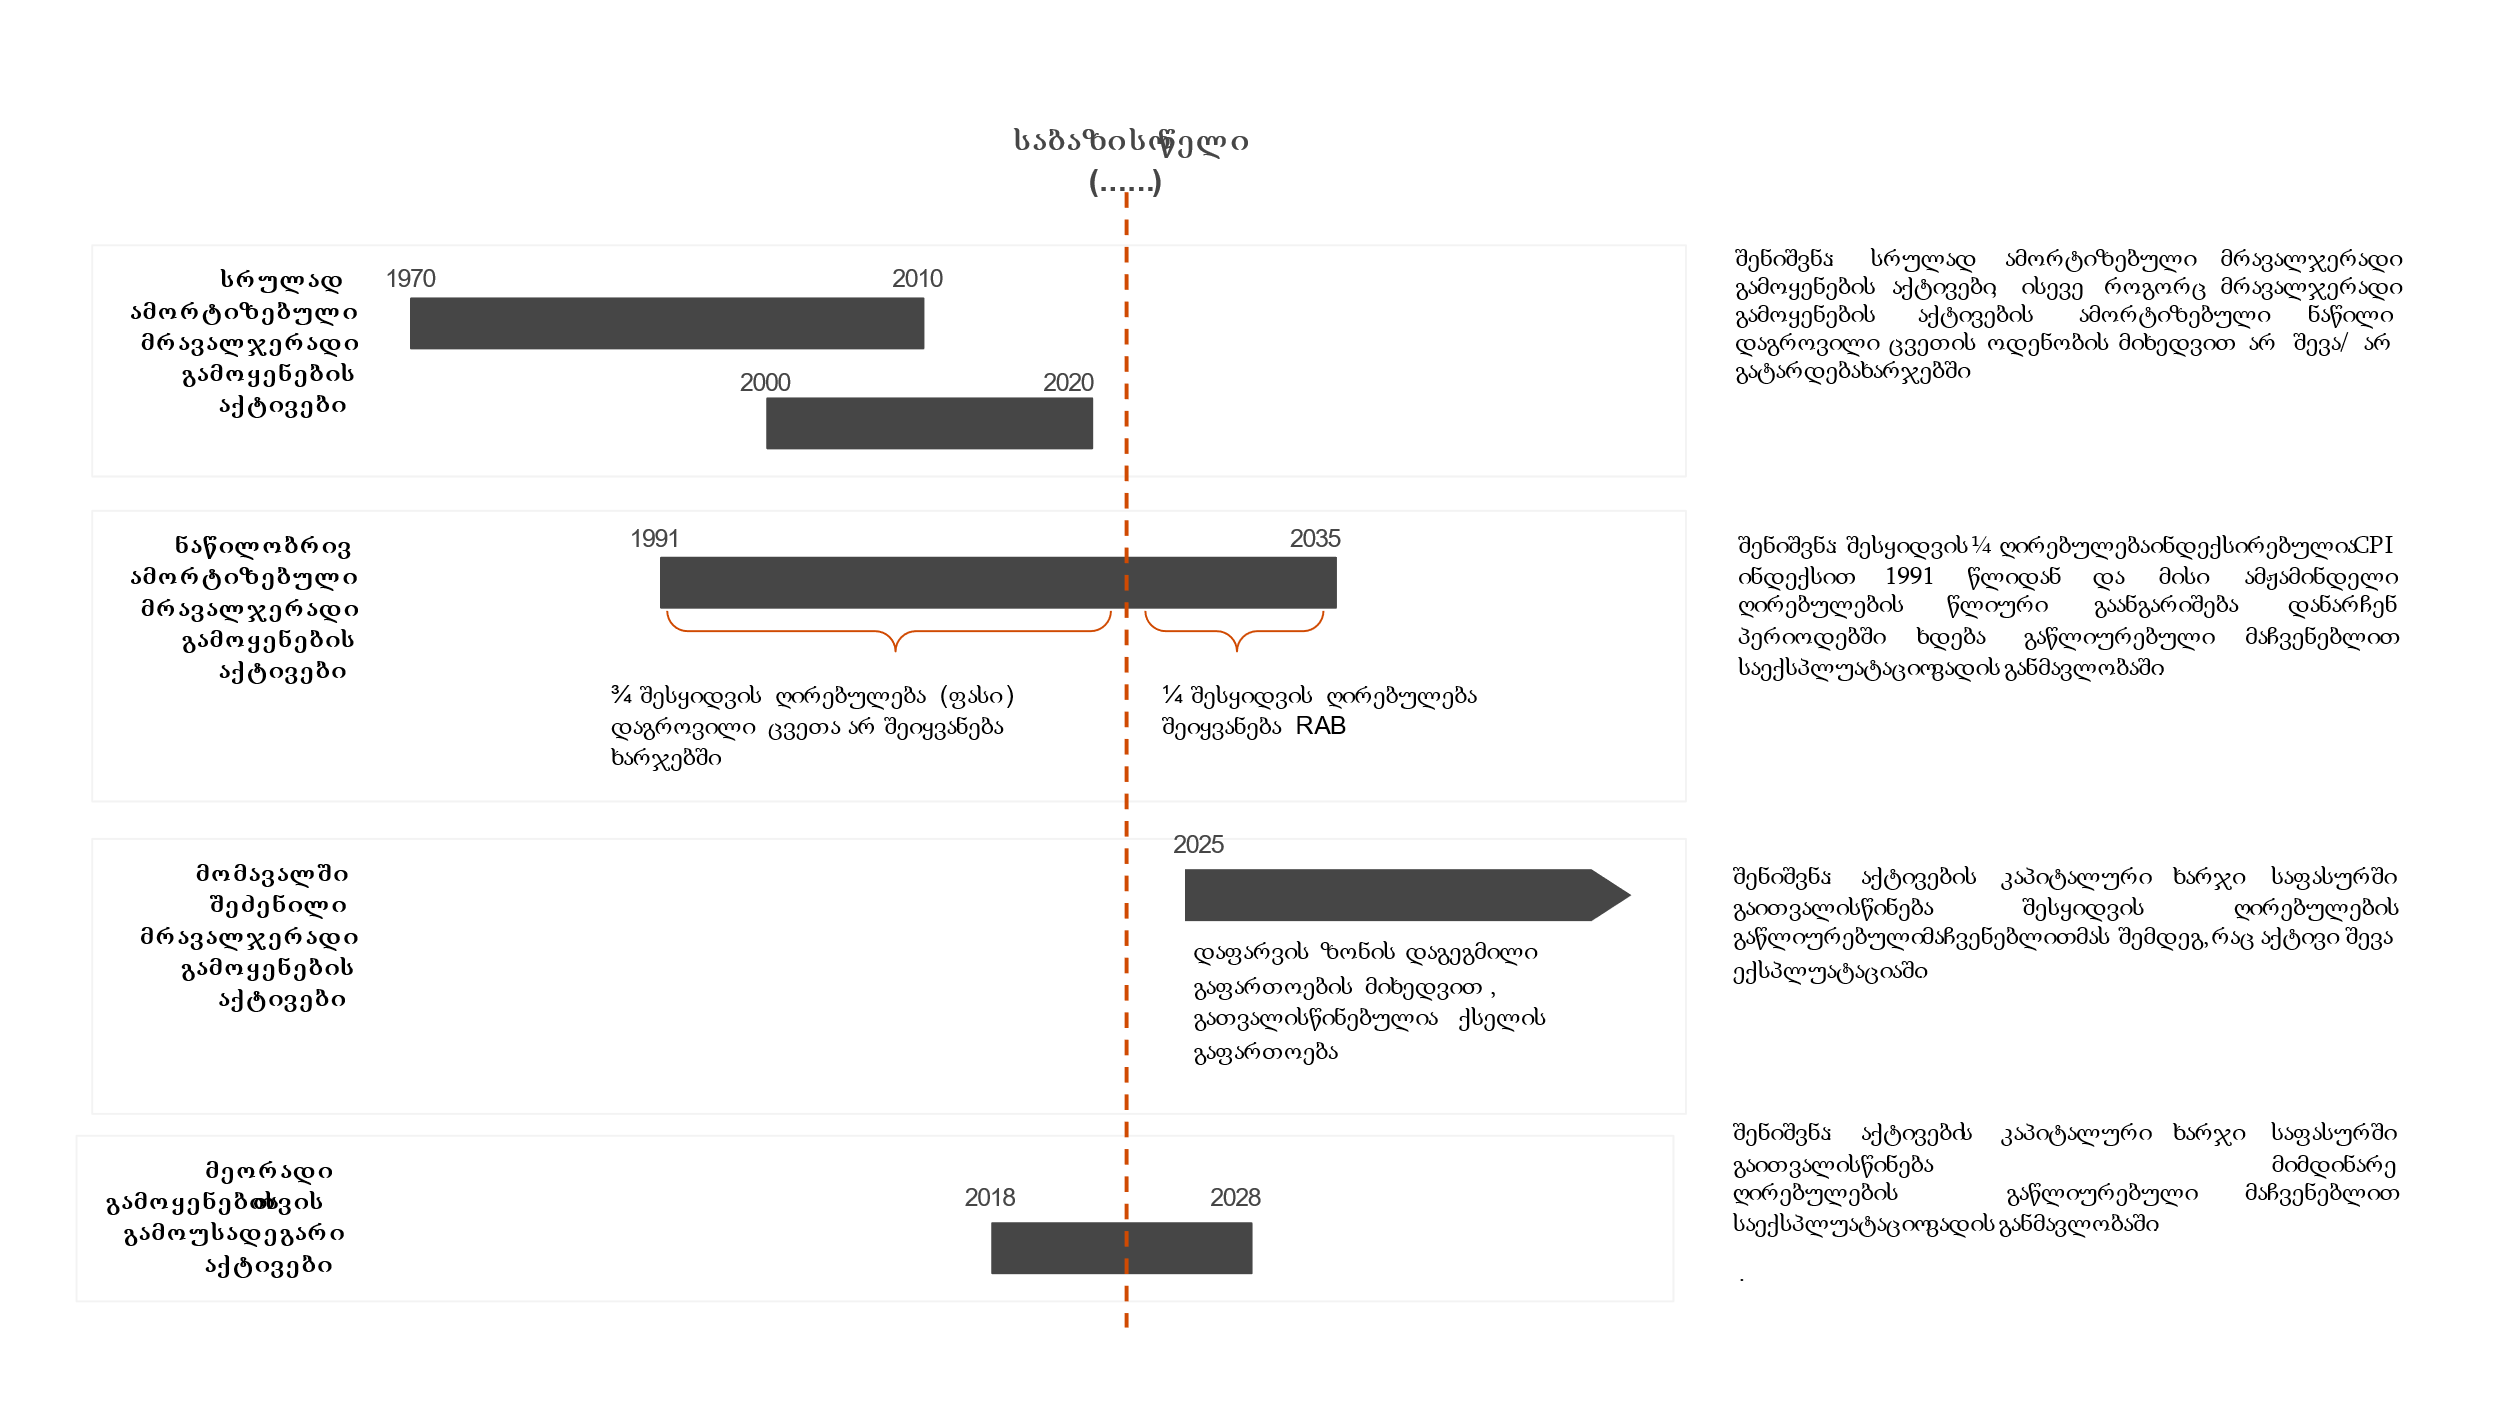 საბაზისო წელი
(......)
სრულად
ამორტიზებული
მრავალჯერადი
გამოყენების
აქტივები
1970
2010
2000
2020
შენიშვნა: სრულად ამორტიზებული მრავალჯერადი
გამოყენების აქტივები, ისევე როგორც მრავალჯერადი
გამოყენების აქტივების ამორტიზებული ნაწილი
დაგროვილი ცვეთის ოდენობის მიხედვით არ შევა/ არ
გატარდება ხარჯებში
ნაწილობრივ
ამორტიზებული
მრავალჯერადი
გამოყენების
აქტივები
1991
2035
¾ შესყიდვის ღირებულება (ფასი)
დაგროვილი ცვეთა არ შეიყვანება
ხარჯებში
¼ შესყიდვის ღირებულება
შეიყვანება RAB
შენიშვნა: შესყიდვის ¼ ღირებულება ინდექსირებულია CPI
ინდექსით 1991 წლიდან და მისი ამჟამინდელი
ღირებულების წლიური გაანგარიშება დანარჩენ
პერიოდებში ხდება გაწლიურებული მაჩვენებლით
საექსპლუატაციო ვადის განმავლობაში
მომავალში
შეძენილი
მრავალჯერადი
გამოყენების
აქტივები
2025
დაფარვის ზონის დაგეგმილი
გაფართოების მიხედვით ,
გათვალისწინებულია ქსელის
გაფართოება
შენიშვნა: აქტივების კაპიტალური ხარჯი საფასურში
გაითვალისწინება შესყიდვის ღირებულების
გაწლიურებული მაჩვენებლით მას შემდეგ, რაც აქტივი შევა
ექსპლუატაციაში.
მეორადი
გამოყენებისთვის
გამოუსადეგარი
აქტივები
2018
2028
შენიშვნა: აქტივების კაპიტალური ხარჯი საფასურში
გაითვალისწინება მიმდინარე
ღირებულების გაწლიურებული მაჩვენებლით
საექსპლუატაციო ვადის განმავლობაში
.